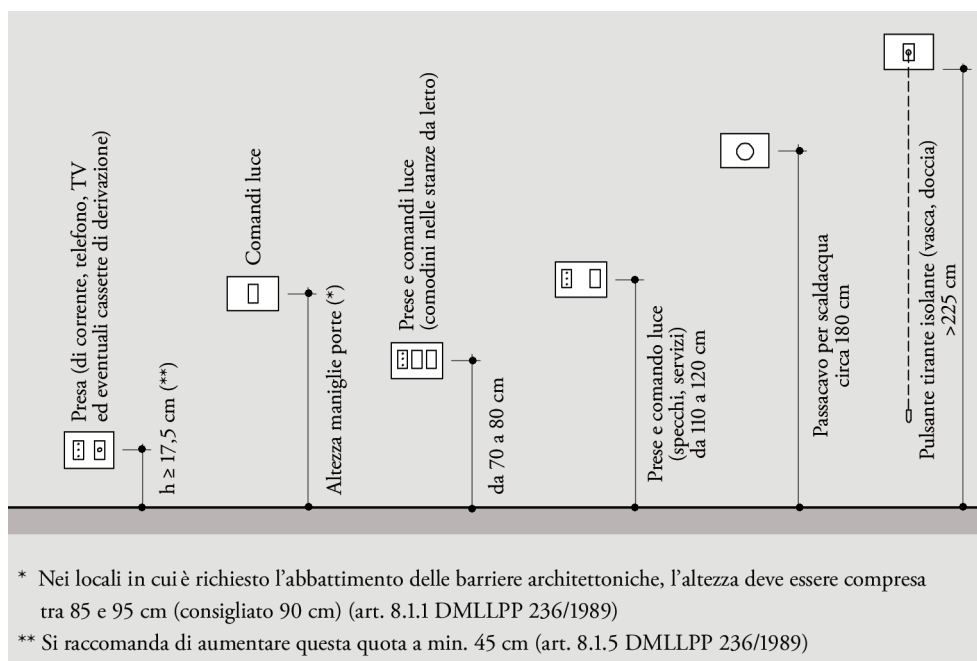 Presa (di corrente, telefono, TV
ed eventuali cassette di derivazione)
h ≥ 17,5 cm (**)
Comandi luce
Altezza maniglie porte (*)
Prese e comandi luce
(comodini nelle stanze da letto)
da 70 a 80 cm
Prese e comando luce
(specchi, servizi)
da 110 a 120 cm
Passacavo per scaldacqua
circa 180 cm
Pulsante tirante isolante (vasca, doccia)
>225 cm
* Nei locali in cui è richiesto l'abbattimento delle barriere architettoniche, l'altezza deve essere compresa
tra 85 e 95 cm (consigliato 90 cm) (art. 8.1.1 DMLLPP 236/1989)
** Si raccomanda di aumentare questa quota a min. 45 cm (art. 8.1.5 DMLLPP 236/1989)